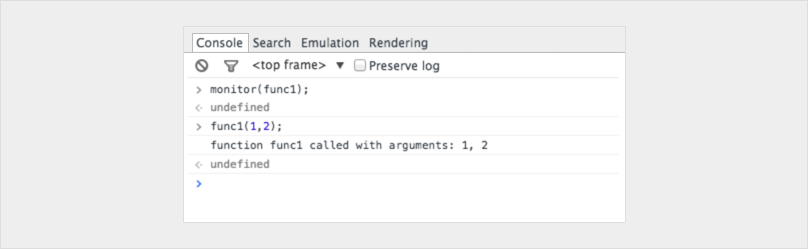 Console Search Emulation Rendering
<top frame> ▼ Preserve log
> monitor(func1);
undefined
> func1(1,2);
function func1 called with arguments: 1, 2
undefined
>